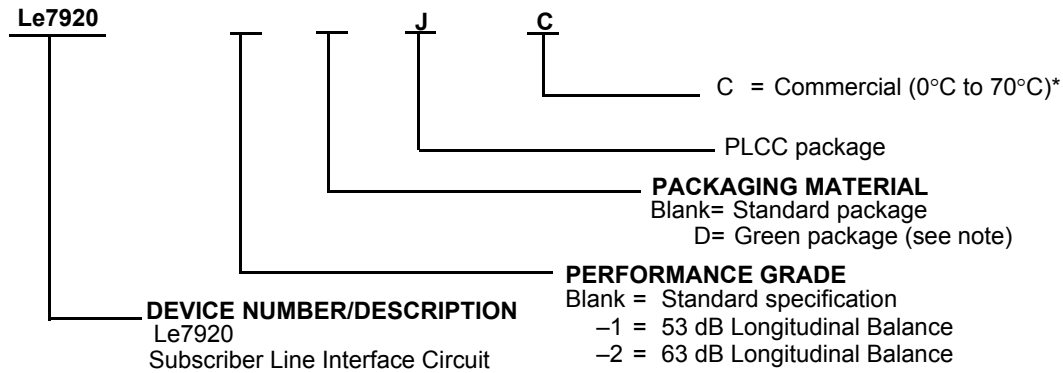 Le7920 J C
C = Commercial (0°C to 70°C)*
PLCC package
PACKAGING MATERIAL
Blank= Standard package
D= Green package (see note)
PERFORMANCE GRADE
Blank = Standard specification
–1 = 53 dB Longitudinal Balance
–2 = 63 dB Longitudinal Balance
DEVICE NUMBER/DESCRIPTION
Le7920
Subscriber Line Interface Circuit